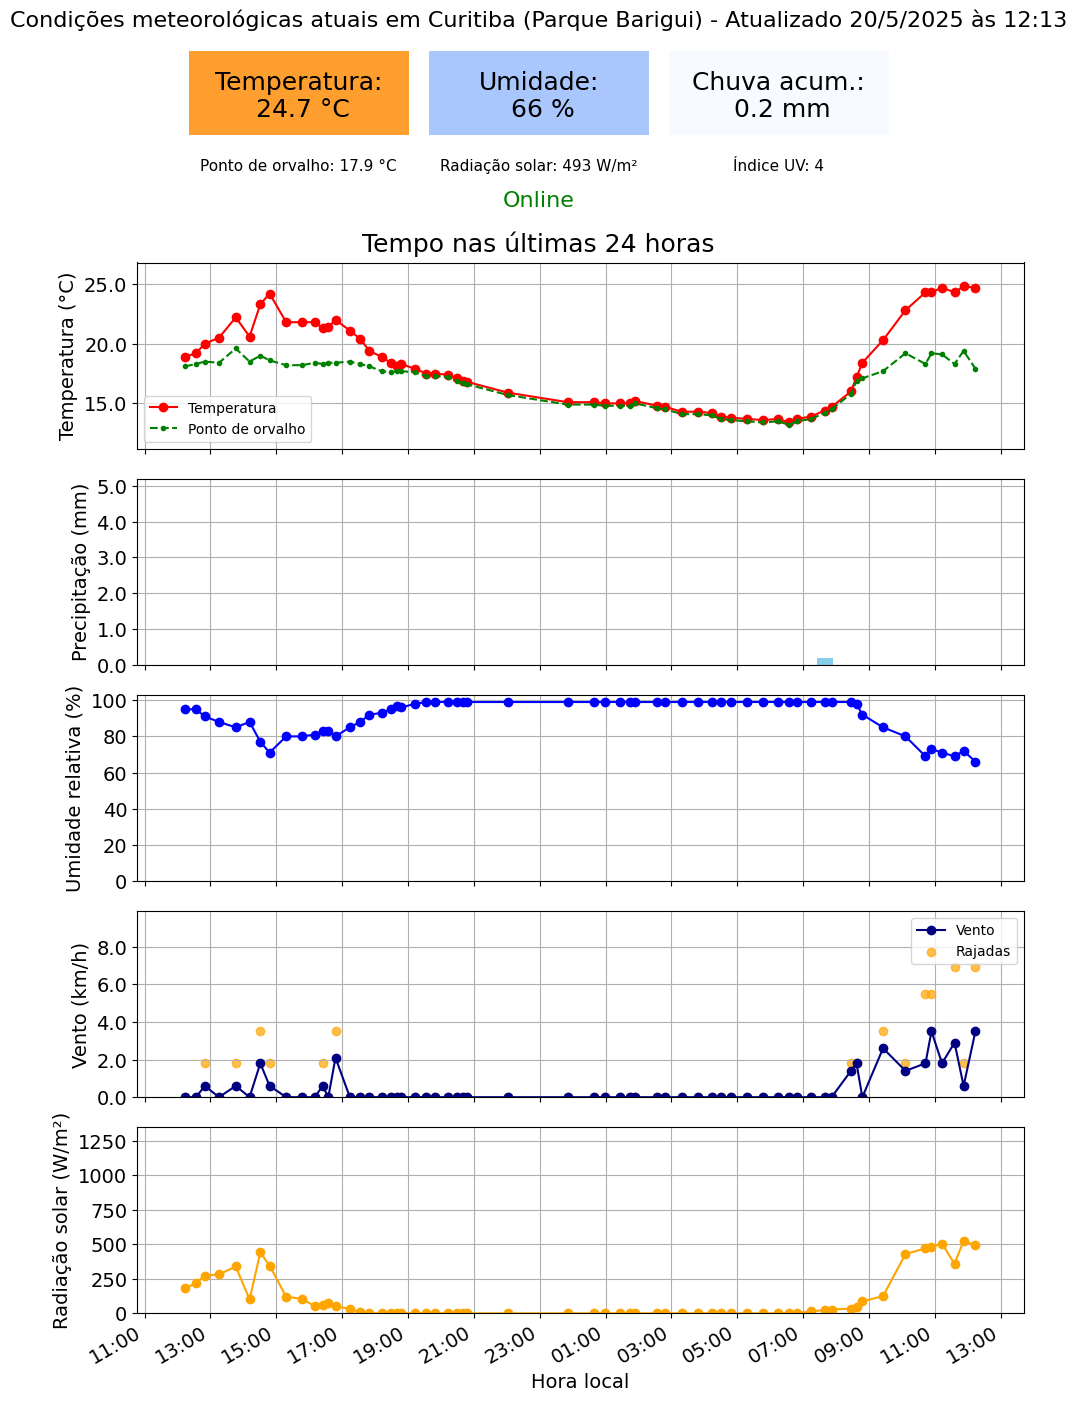 Condições meteorológicas atuais em Curitiba (Parque Barigui) - Atualizado 20/5/2025 às 12:13
Temperatura:
24.7 °C
Umidade:
66 %
Chuva acum.:
0.2 mm
Ponto de orvalho: 17.9 °C
Radiação solar: 493 W/m²
Índice UV: 4
Online
Tempo nas últimas 24 horas
Temperatura (°C)
25.0
20.0
15.0
Temperatura
Ponto de orvalho
Precipitação (mm)
5.0
4.0
3.0
2.0
1.0
0.0
Umidade relativa (%)
100
80
60
40
20
0
Vento (km/h)
8.0
6.0
4.0
2.0
0.0
Vento
Rajadas
Radiação solar (W/m²)
1250
1000
750
500
250
0
11:00
13:00
15:00
17:00
19:00
21:00
23:00
01:00
03:00
05:00
07:00
09:00
11:00
13:00
Hora local